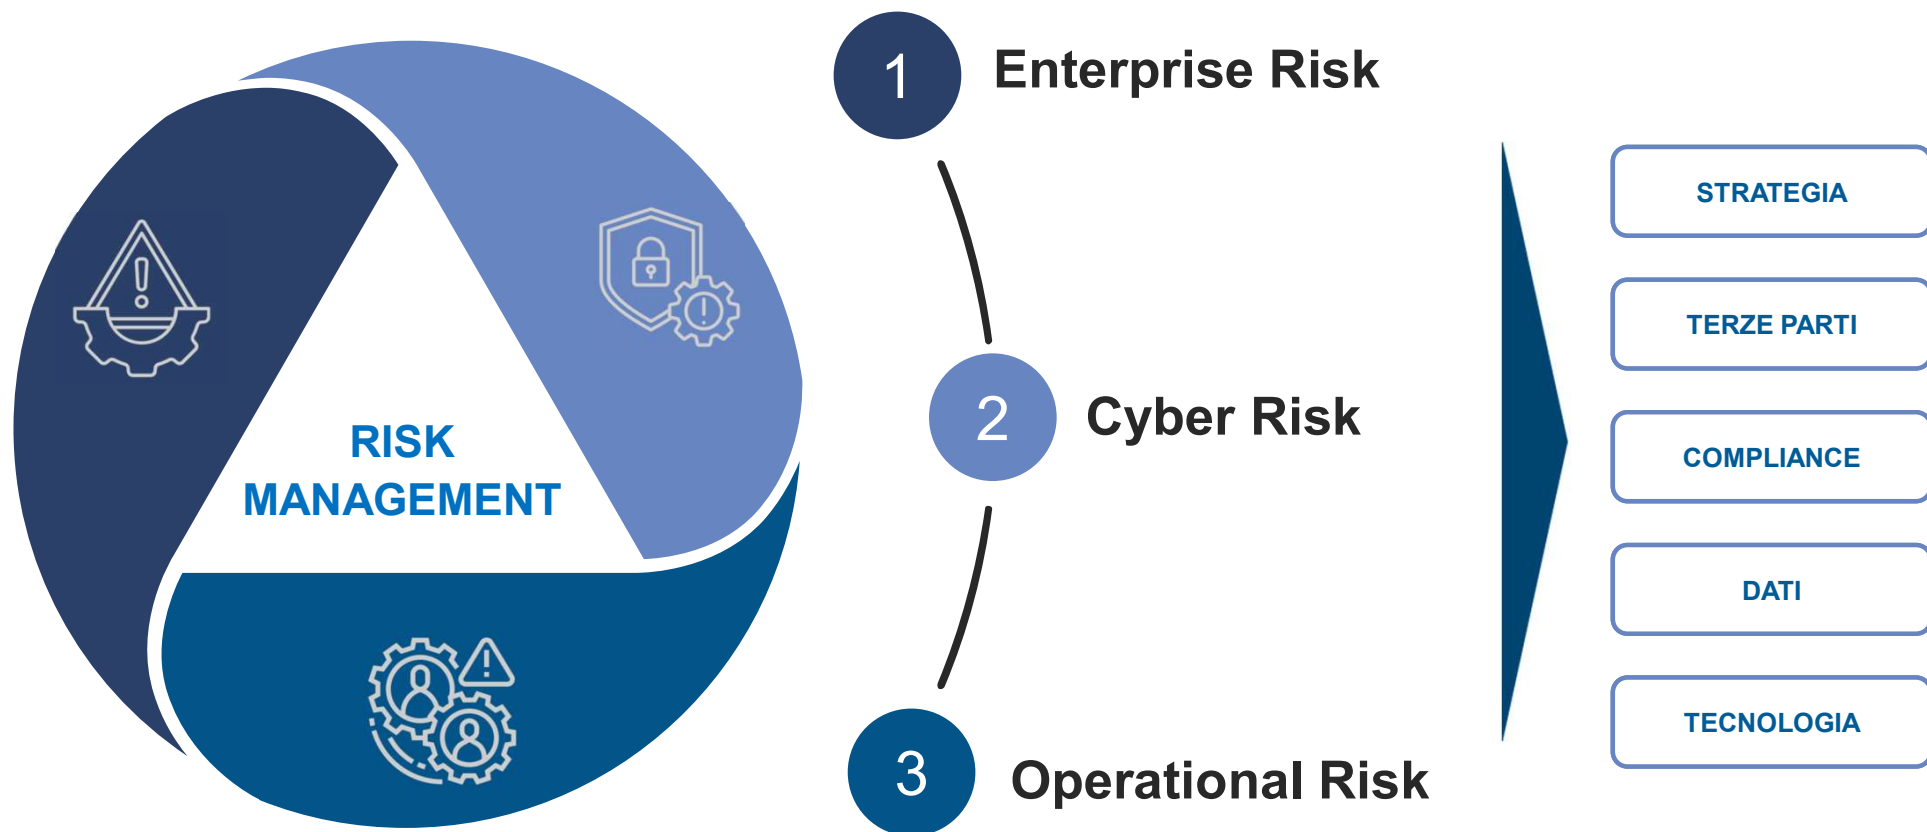 RISK
MANAGEMENT
1
Enterprise Risk
2
Cyber Risk
3
Operational Risk
STRATEGIA
TERZE PARTI
COMPLIANCE
DATI
TECNOLOGIA